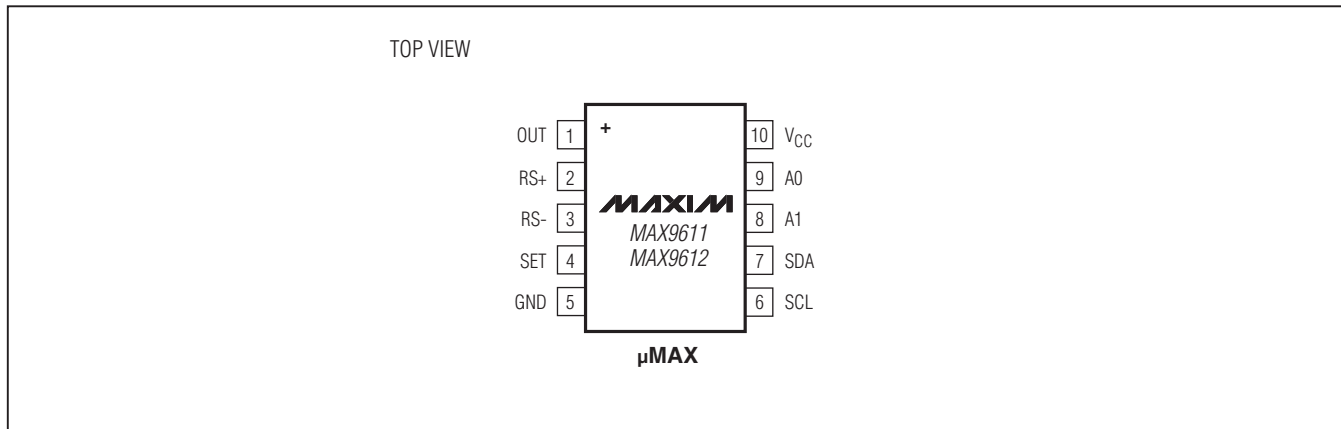 TOP VIEW
OUT 1 + 10 VCC
RS+ 2 9 A0
MAXIM
RS- 3 MAX9611 8 A1
SET 4 MAX9612 7 SDA
GND 5 6 SCL
µMAX